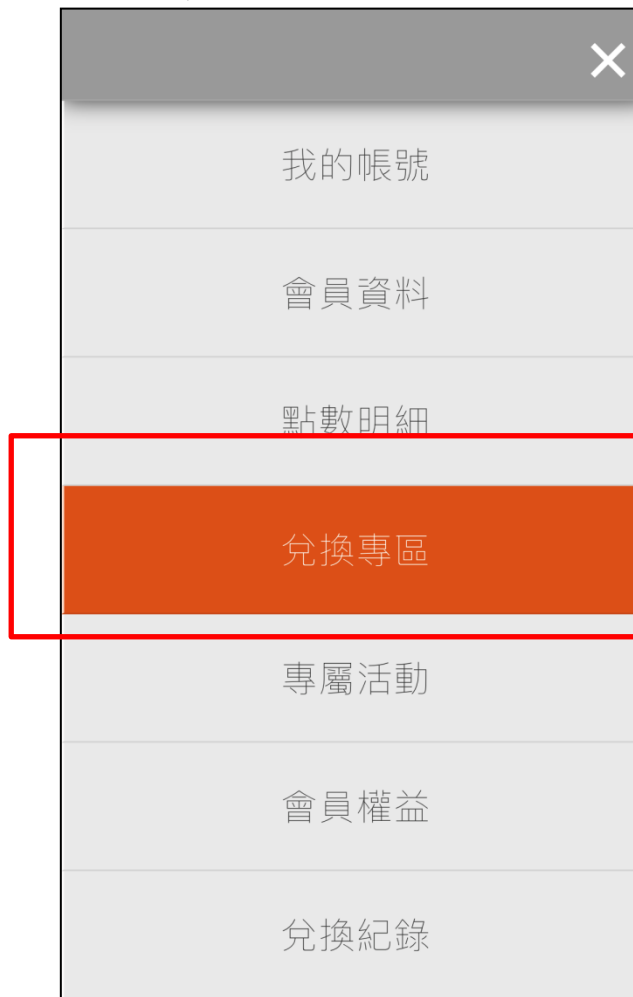 我的帳號
會員資料
點數明細
兌換專區
專屬活動
會員權益
兌換紀錄